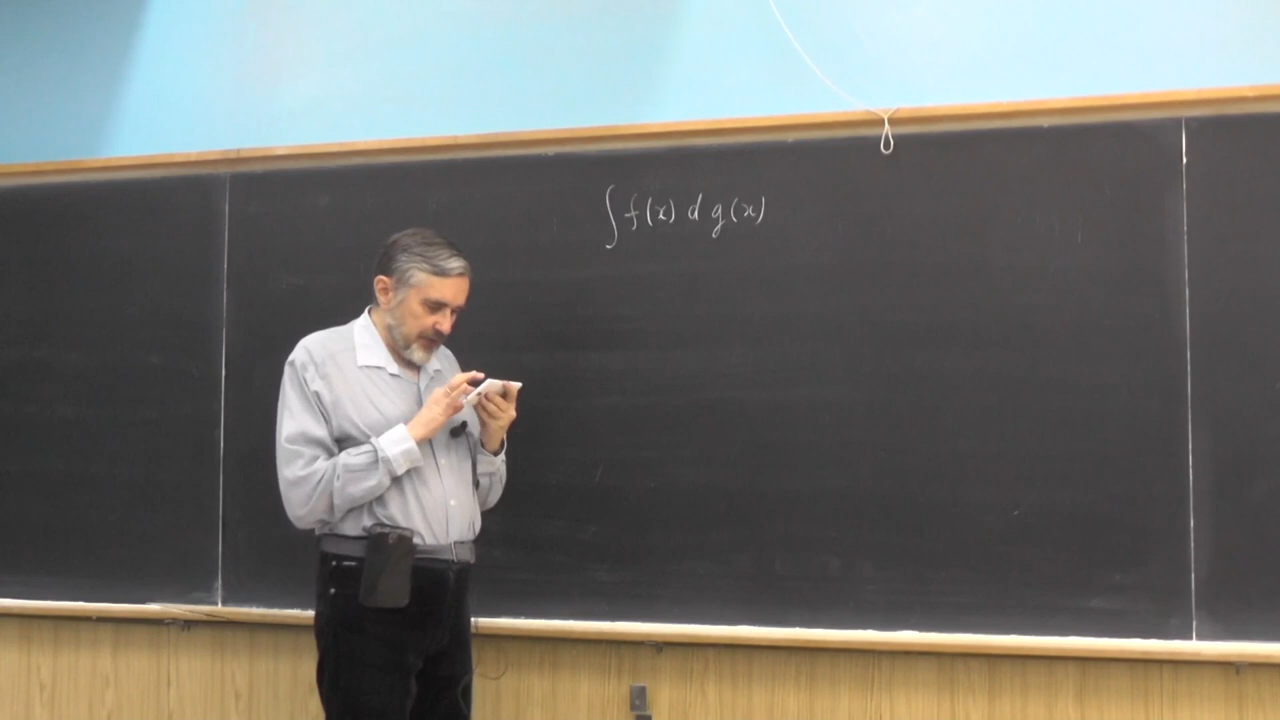 ∫ f(x) d g(x)